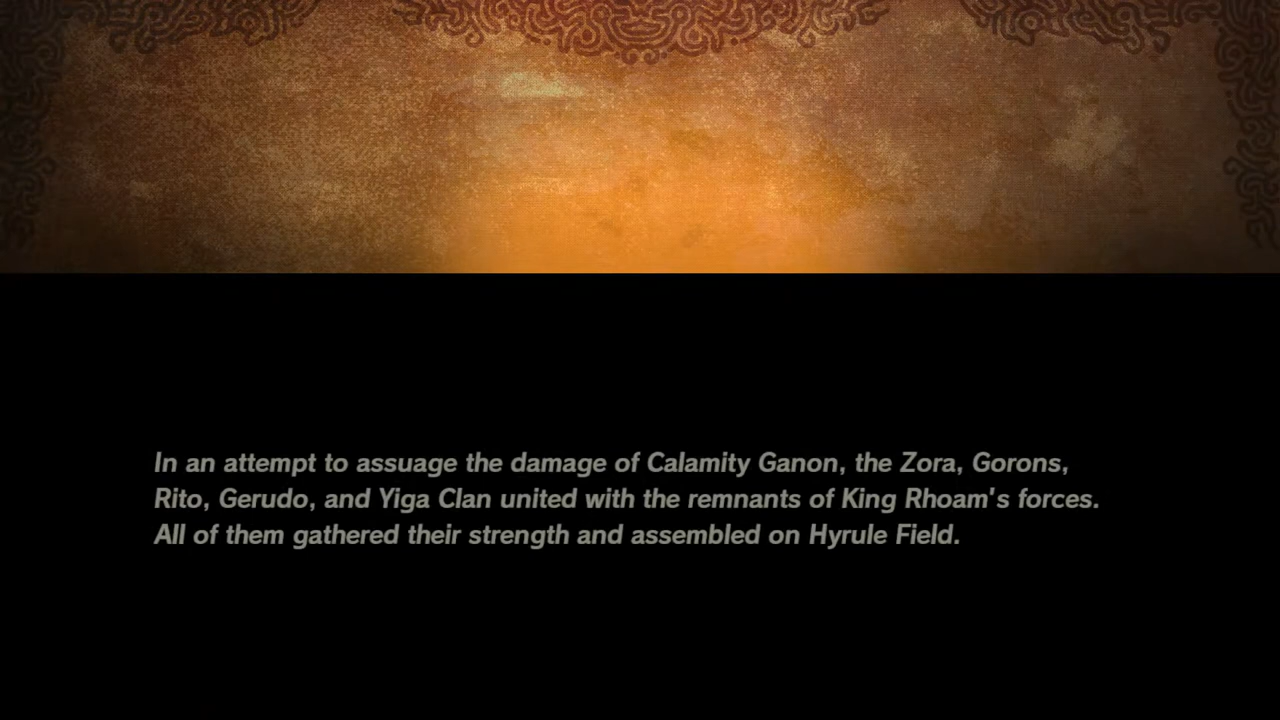 In an attempt to assuage the damage of Calamity Ganon, the Zora, Gorons,
Rito, Gerudo, and Yiga Clan united with the remnants of King Rhoam's forces.
All of them gathered their strength and assembled on Hyrule Field.